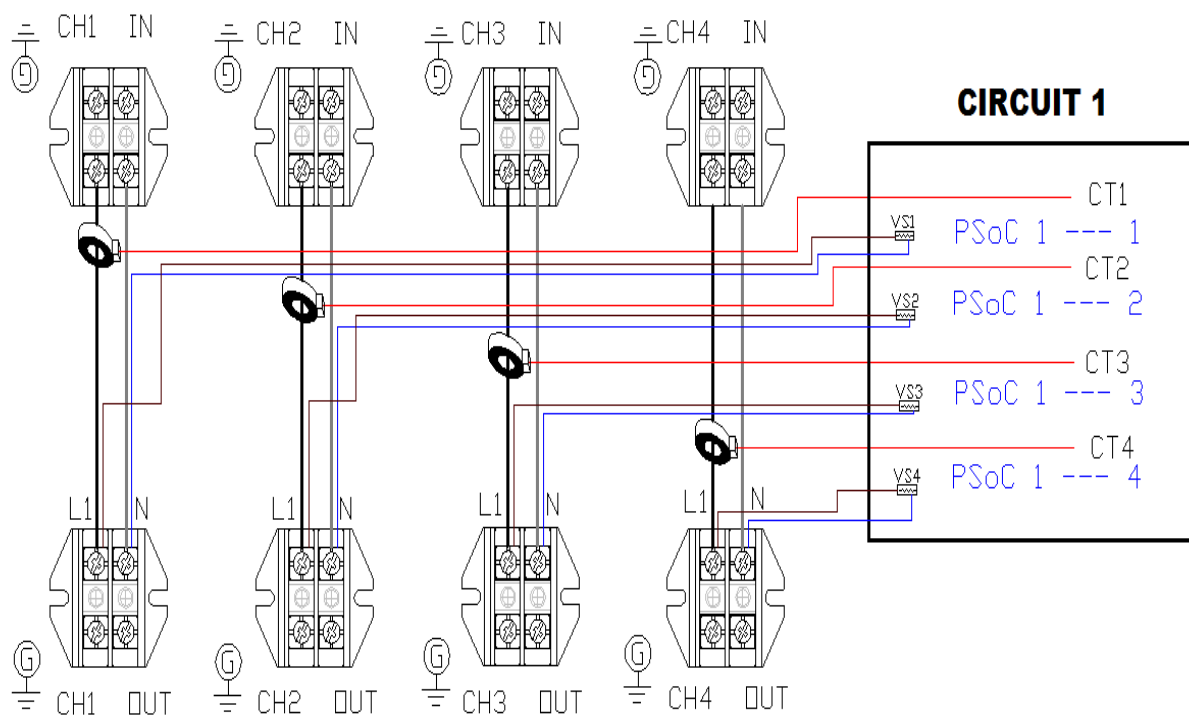 CH1 IN
CH2 IN
CH3 IN
CH4 IN
G
G
G
G
CIRCUIT 1
CT1
VS1
PSoC 1 --- 1
CT2
VS2
PSoC 1 --- 2
CT3
VS3
PSoC 1 --- 3
CT4
VS4
PSoC 1 --- 4
L1 N
L1 N
L1 N
L1 N
G
G
G
G
CH1 OUT
CH2 OUT
CH3 OUT
CH4 OUT